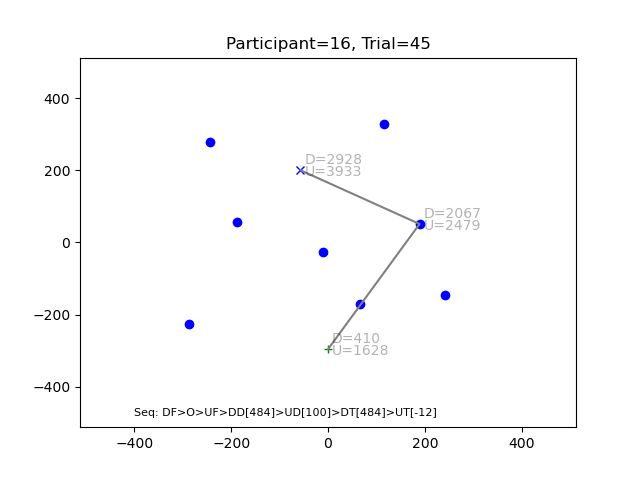 Participant=16, Trial=45
400
200
0
−200
−400
D=2928
U=3933
D=2067
U=2479
D=410
U=1628
Seq: DF>O>UF>DD[484]>UD[100]>DT[484]>UT[-12]
−400 −200 0 200 400